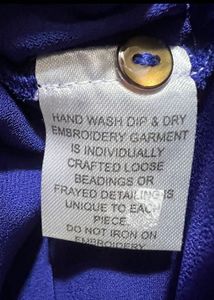 HAND WASH DIP & DRY
EMBROIDERY GARMENT
IS INDIVIDUALLY
CRAFTED LOOSE
BEADINGS OR
FRAYED DETAILING IS
UNIQUE TO EACH
PIECE.
DO NOT IRON ON
EMBROIDERY